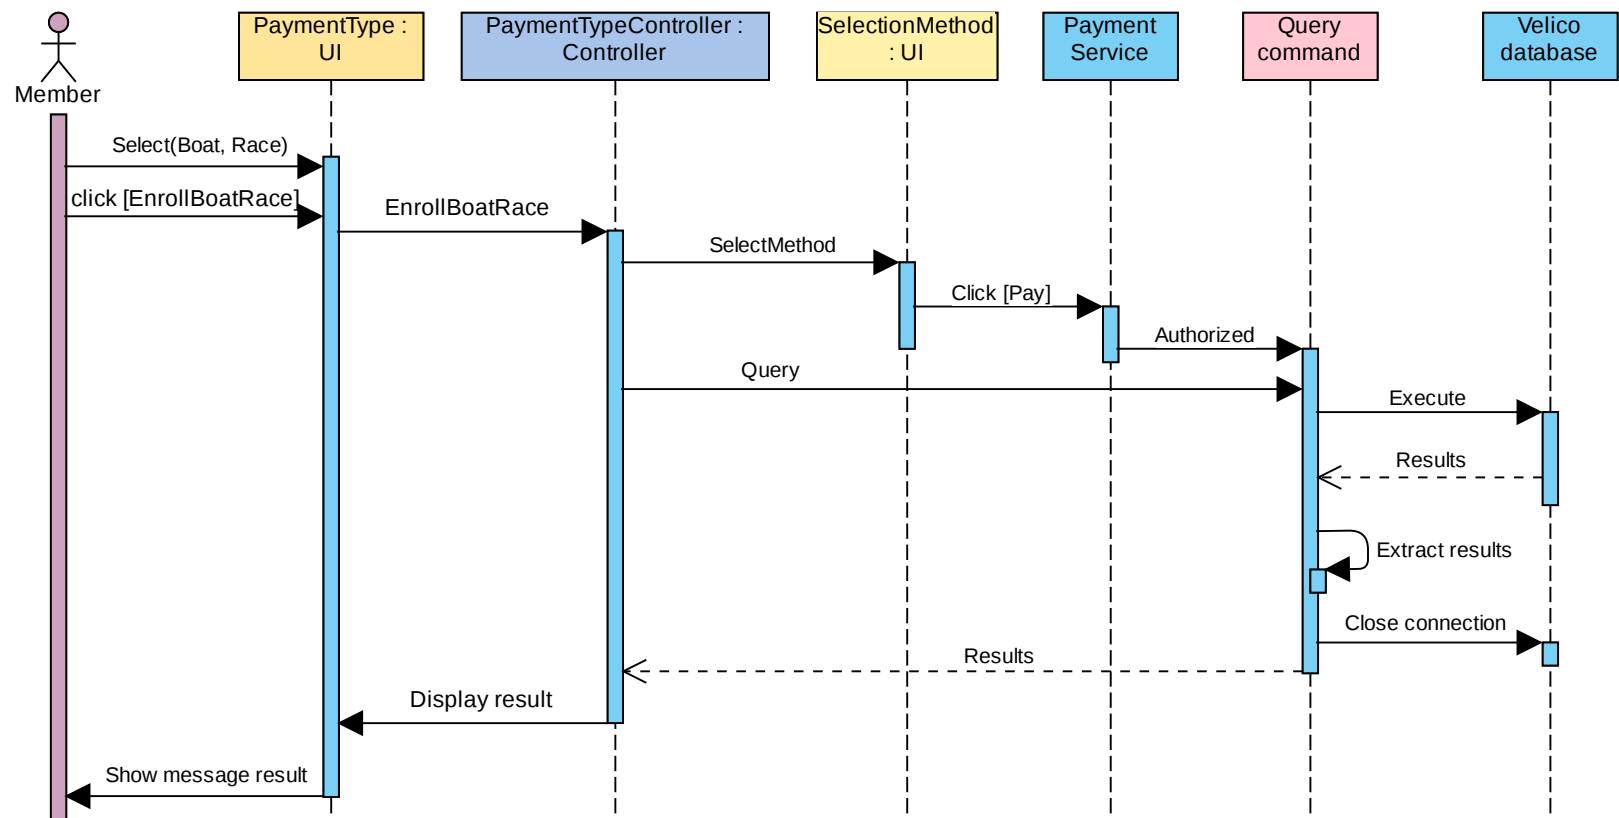 PaymentType :
UI
PaymentTypeController :
Controller
SelectionMethod
: UI
Payment
Service
Query
command
Velico
database
Member
Select(Boat, Race)
click [EnrollBoatRace]
EnrollBoatRace
SelectMethod
Click [Pay]
Authorized
Query
Execute
Results
Extract results
Close connection
Results
Display result
Show message result